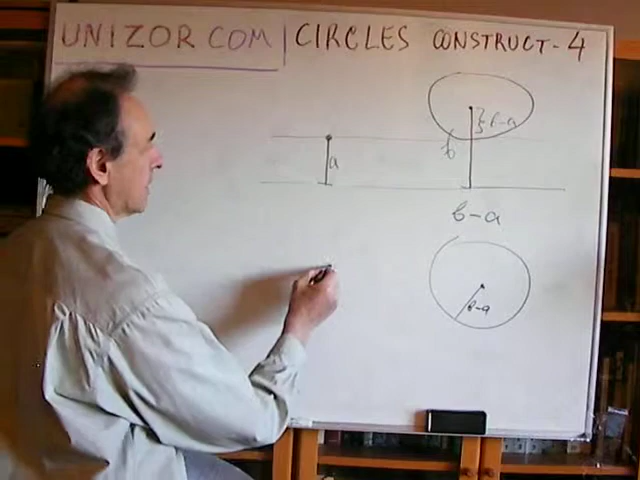 UNIZOR.COM | CIRCLES CONSTRUCT-4
b-a
a
b
b-a
b-a